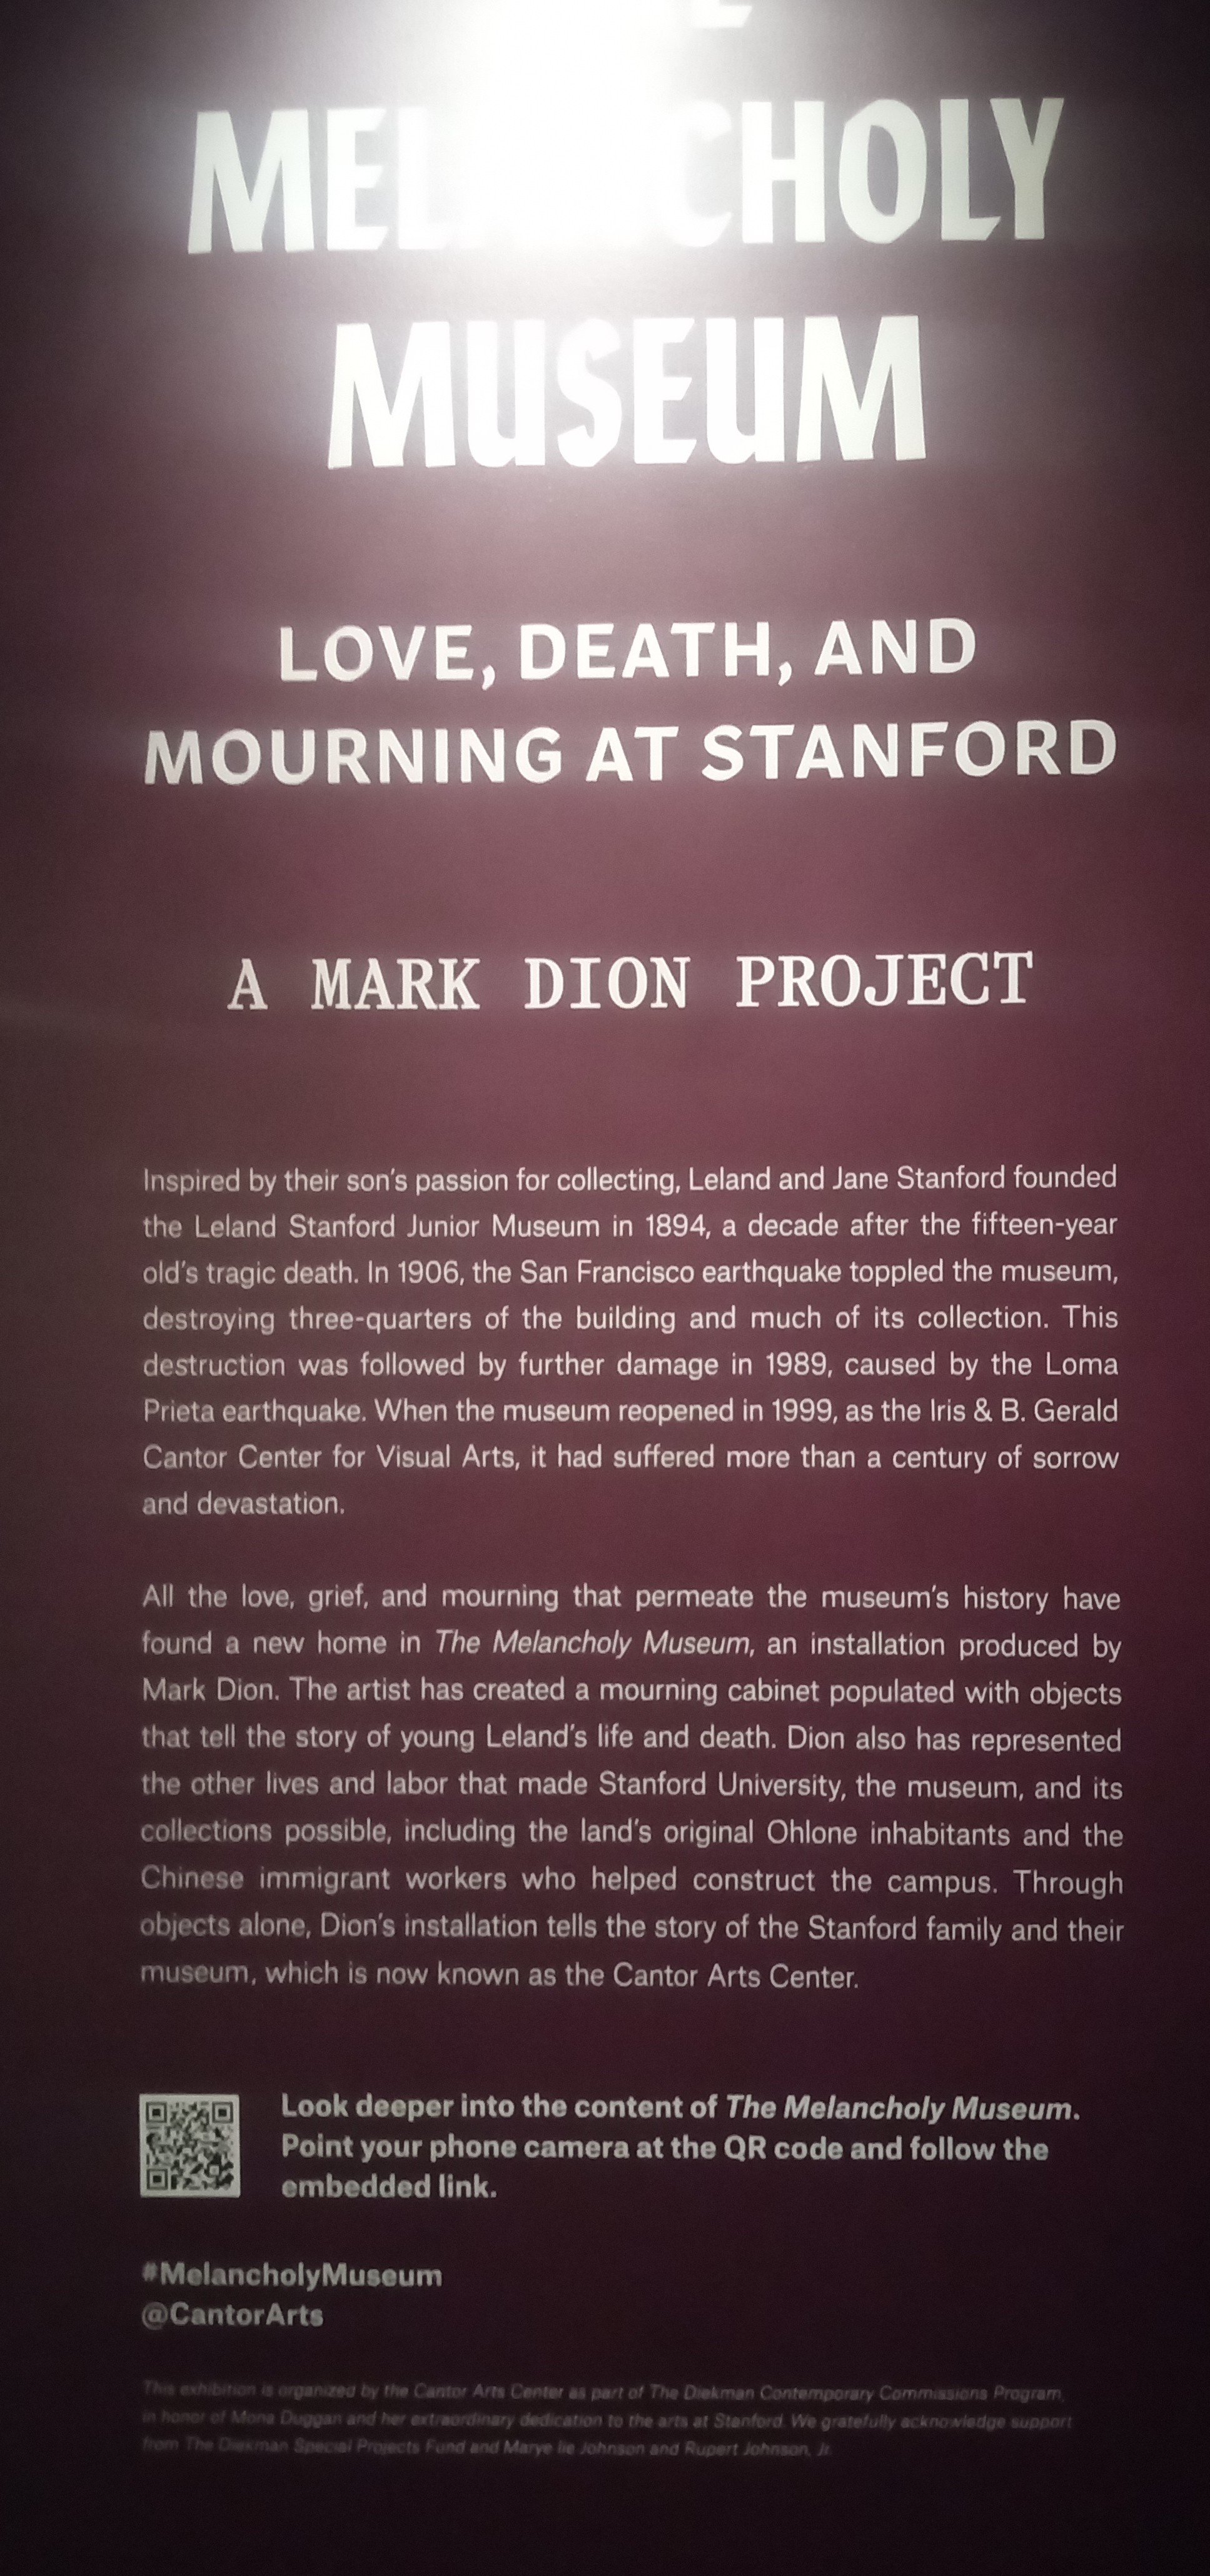 MELANCHOLY
MUSEUM
LOVE, DEATH, AND
MOURNING AT STANFORD
A MARK DION PROJECT
Inspired by their son's passion for collecting, Leland and Jane Stanford founded
the Leland Stanford Junior Museum in 1894, a decade after the fifteen-year
old's tragic death. In 1906, the San Francisco earthquake toppled the museum,
destroying three-quarters of the building and much of its collection. This
destruction was followed by further damage in 1989, caused by the Loma
Prieta earthquake. When the museum reopened in 1999, as the Iris & B. Gerald
Cantor Center for Visual Arts, it had suffered more than a century of sorrow
and devastation.
All the love, grief, and mourning that permeate the museum's history have
found a new home in The Melancholy Museum, an installation produced by
Mark Dion. The artist has created a mourning cabinet populated with objects
that tell the story of young Leland's life and death. Dion also has represented
the other lives and labor that made Stanford University, the museum, and its
collections possible, including the land's original Ohlone inhabitants and the
Chinese immigrant workers who helped construct the campus. Through
objects alone, Dion's installation tells the story of the Stanford family and their
museum, which is now known as the Cantor Arts Center.
Look deeper into the content of The Melancholy Museum.
Point your phone camera at the QR code and follow the
embedded link.
#MelancholyMuseum
@CantorArts
This exhibition is organized by the Cantor Arts Center as part of The Diekman Contemporary Commissions Program,
in honor of Mona Duggan and her extraordinary dedication to the arts at Stanford. We gratefully acknowledge support
from The Diekman Special Projects Fund and Johnson and Rupert Johnson, Jr.